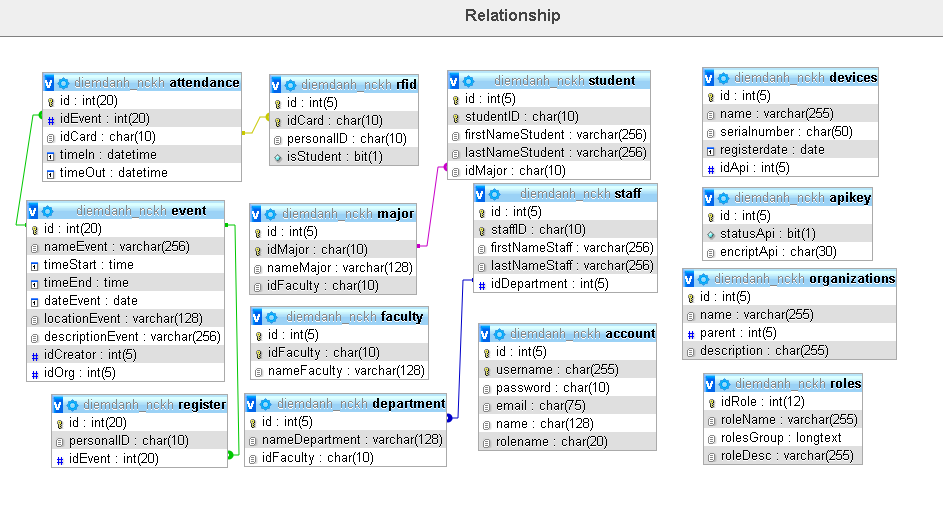 Relationship
diemdanh_nckh attendance
id : int(20)
idEvent : int(20)
idCard : char(10)
timeIn : datetime
timeOut : datetime
diemdanh_nckh rfid
id : int(5)
idCard : char(10)
personalID : char(10)
isStudent : bit(1)
diemdanh_nckh student
id : int(5)
studentID : char(10)
firstNameStudent : varchar(256)
lastNameStudent : varchar(256)
idMajor : char(10)
diemdanh_nckh devices
id : int(5)
name : varchar(255)
serialnumber : char(50)
registerdate : date
idApi : int(5)
diemdanh_nckh event
id : int(20)
nameEvent : varchar(256)
timeStart : time
timeEnd : time
dateEvent : date
locationEvent : varchar(128)
descriptionEvent : varchar(256)
idCreator : int(5)
idOrg : int(5)
diemdanh_nckh major
id : int(5)
idMajor : char(10)
nameMajor : varchar(128)
idFaculty : char(10)
diemdanh_nckh staff
id : int(5)
staffID : char(10)
firstNameStaff : varchar(256)
lastNameStaff : varchar(256)
idDepartment : int(5)
diemdanh_nckh apikey
id : int(5)
statusApi : bit(1)
encriptApi : char(30)
diemdanh_nckh organizations
id : int(5)
name : varchar(255)
parent : int(5)
description : char(255)
diemdanh_nckh faculty
id : int(5)
idFaculty : char(10)
nameFaculty : varchar(128)
diemdanh_nckh account
id : int(5)
username : char(255)
password : char(10)
email : char(75)
name : char(128)
rolename : char(20)
diemdanh_nckh register
id : int(20)
personalID : char(10)
idEvent : int(20)
diemdanh_nckh department
id : int(5)
nameDepartment : varchar(128)
idFaculty : char(10)
diemdanh_nckh roles
idRole : int(12)
roleName : varchar(255)
rolesGroup : longtext
roleDesc : varchar(255)